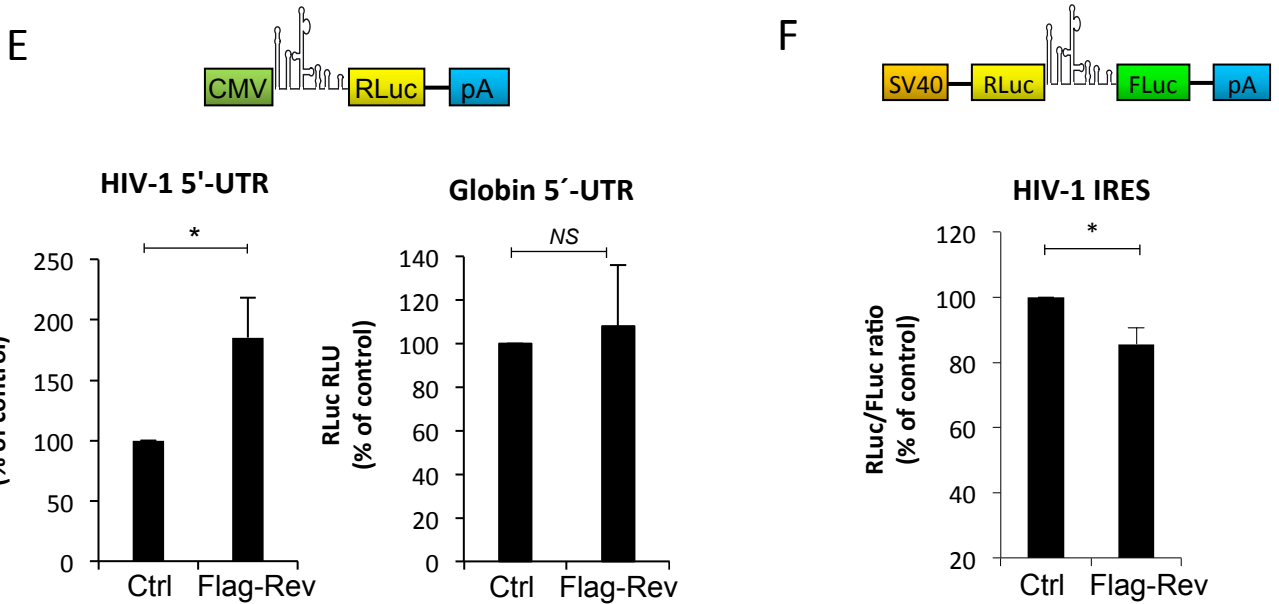 E
CMV RLuc pA
HIV-1 5'-UTR
*
250
200
150
100
50
0
Ctrl Flag-Rev
Globin 5´-UTR
NS
RLuc RLU
(% of control)
140
120
100
80
60
40
20
0
Ctrl Flag-Rev
F
SV40 RLuc FLuc pA
HIV-1 IRES
*
RLuc/FLuc ratio
(% of control)
120
100
80
60
40
20
Ctrl Flag-Rev